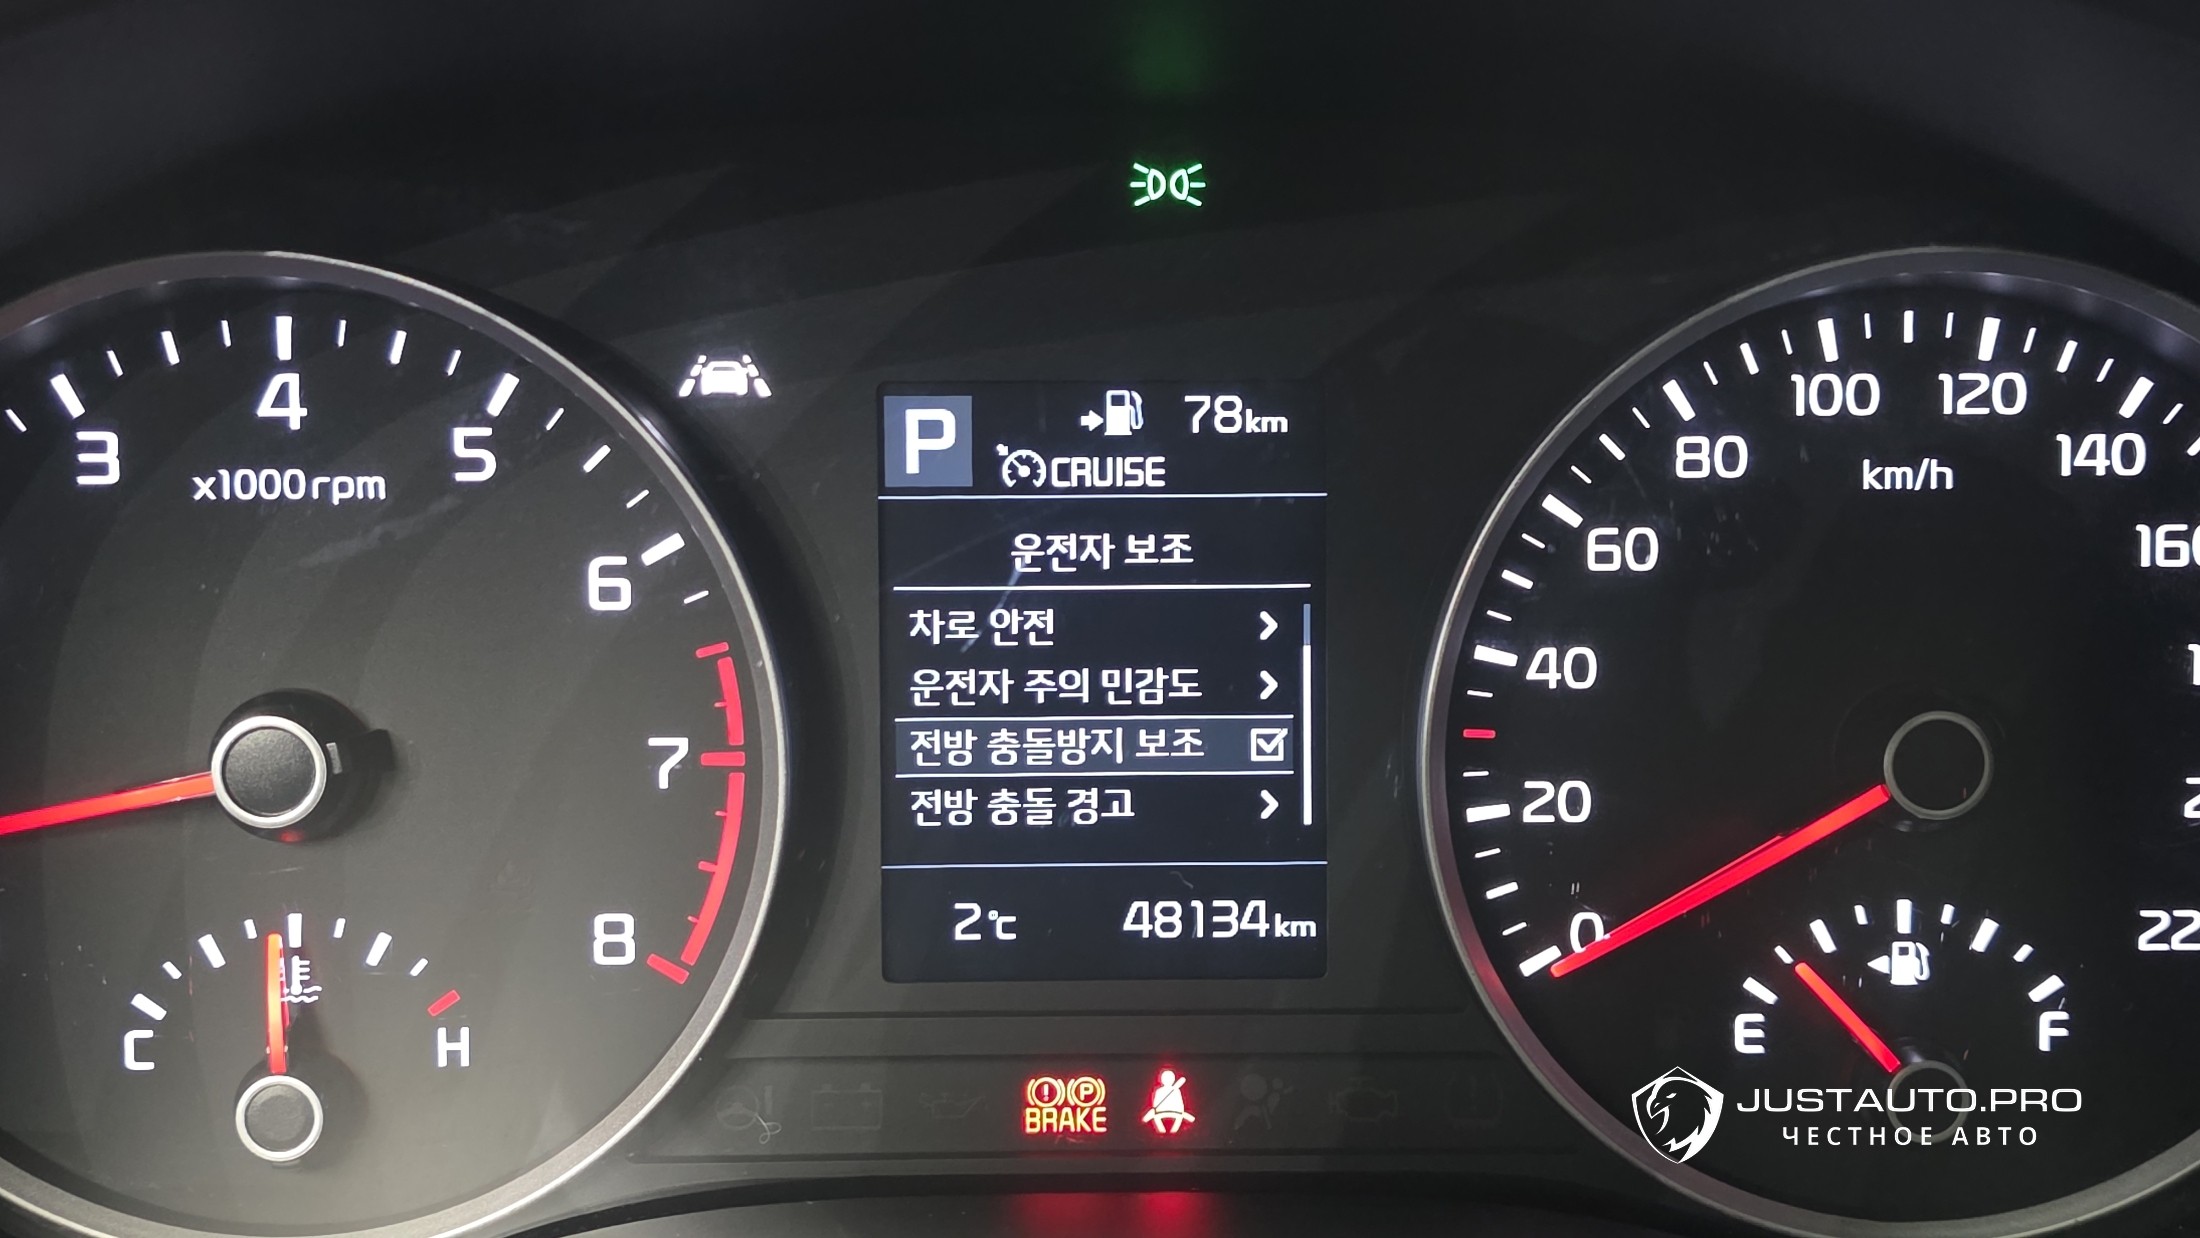 3
4
5
6
7
8
x1000rpm
C
H
P
78km
CRUISE
운전자 보조
차로 안전
운전자 주의 민감도
전방 충돌방지 보조
전방 충돌 경고
2℃
48134km
BRAKE
0
20
40
60
80
100
120
140
km/h
E
F
JUSTAUTO.PRO
ЧЕСТНОЕ АВТО